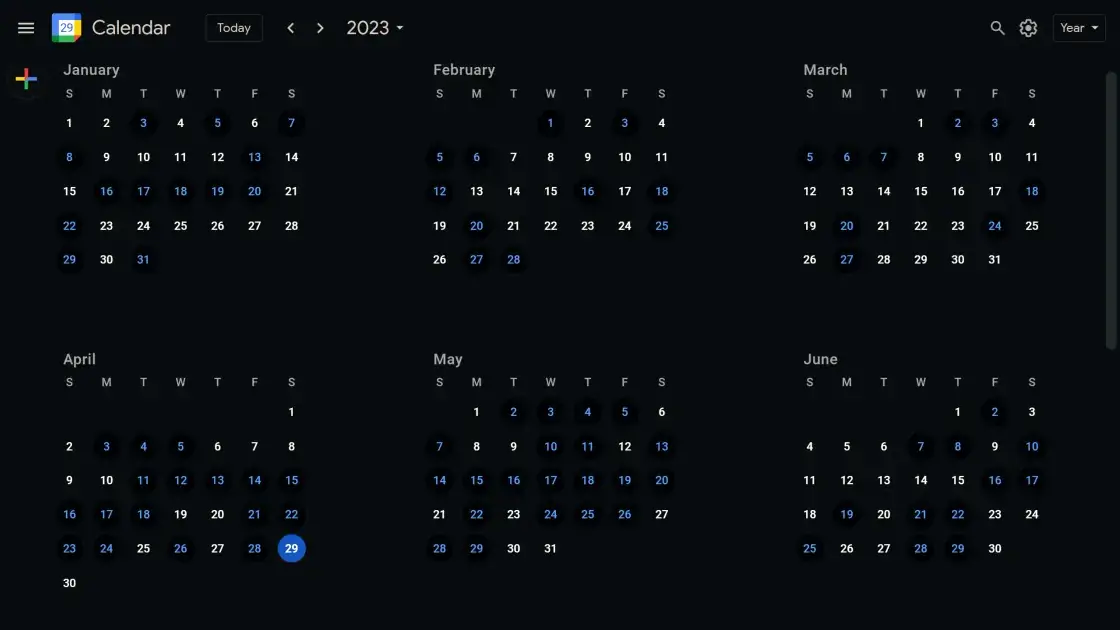 29 Calendar Today 2023 Year
January February March
S M T W T F S S M T W T F S S M T W T F S
1 2 3 4 5 6 7 1 2 3 4 1 2 3 4
8 9 10 11 12 13 14 5 6 7 8 9 10 11 5 6 7 8 9 10 11
15 16 17 18 19 20 21 12 13 14 15 16 17 18 12 13 14 15 16 17 18
22 23 24 25 26 27 28 19 20 21 22 23 24 25 19 20 21 22 23 24 25
29 30 31 26 27 28 26 27 28 29 30 31
April May June
S M T W T F S S M T W T F S S M T W T F S
1 1 2 3 4 5 6 1 2 3
2 3 4 5 6 7 8 7 8 9 10 11 12 13 4 5 6 7 8 9 10
9 10 11 12 13 14 15 14 15 16 17 18 19 20 11 12 13 14 15 16 17
16 17 18 19 20 21 22 21 22 23 24 25 26 27 18 19 20 21 22 23 24
23 24 25 26 27 28 29 28 29 30 31 25 26 27 28 29 30
30